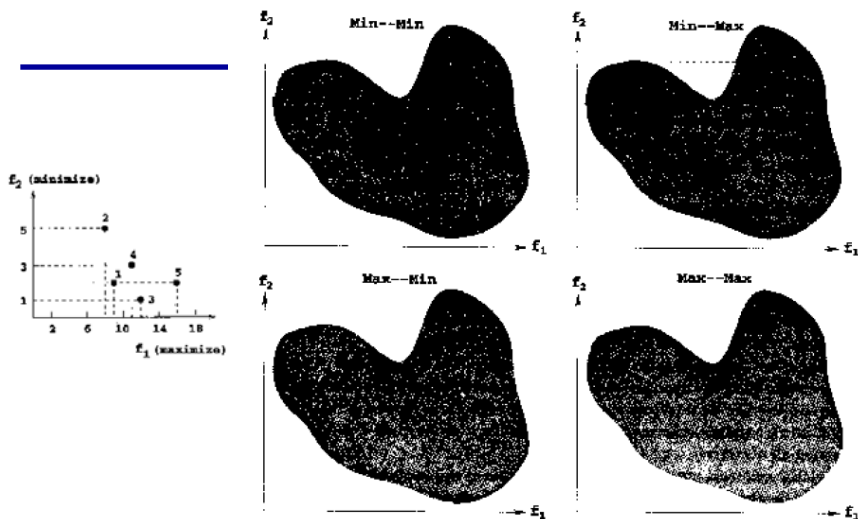 f2 (minimize)
5
3
1
2
4
1
5
3
2 6 10 14 18
f1 (maximize)
f2
Min--Min
f1
f2
Min--Max
f1
f2
Max--Min
f1
f2
Max--Max
f1